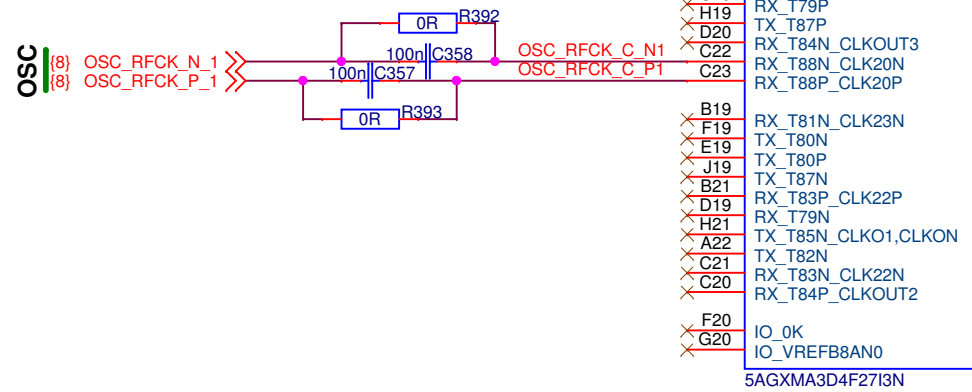 RX_T79P
H19
TX_T87P
D20
RX_T84N_CLKOUT3
C22
RX_T88N_CLK20N
C23
RX_T88P_CLK20P
R392
0R
OSC
{8} OSC_RFCK_N_1
{8} OSC_RFCK_P_1
100n C358
100n C357
OSC_RFCK_C_N1
OSC_RFCK_C_P1
0R
R393
B19
RX_T81N_CLK23N
F19
TX_T80N
E19
TX_T80P
J19
TX_T87N
B21
RX_T83P_CLK22P
D19
RX_T79N
H21
TX_T85N_CLKO1,CLKON
A22
TX_T82N
C21
RX_T83N_CLK22N
C20
RX_T84P_CLKOUT2
F20
IO_0K
G20
IO_VREFB8AN0
5AGXMA3D4F27I3N